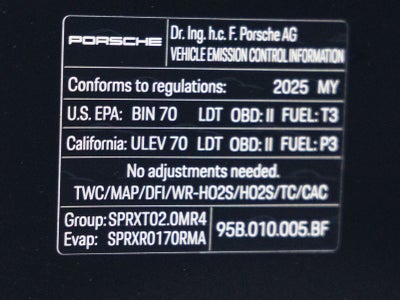 PORSCHE
Dr. Ing. h.c. F. Porsche AG
VEHICLE EMISSION CONTROL INFORMATION
Conforms to regulations: 2025 MY
U.S. EPA: BIN 70 LDT OBD: II FUEL: T3
California: ULEV 70 LDT OBD: II FUEL: P3
No adjustments needed.
TWC/MAP/DFI/WR-HO2S/HO2S/TC/CAC
Group: SPRXT02.0MR4
Evap: SPRXR0170RMA
95B.010.005.BF